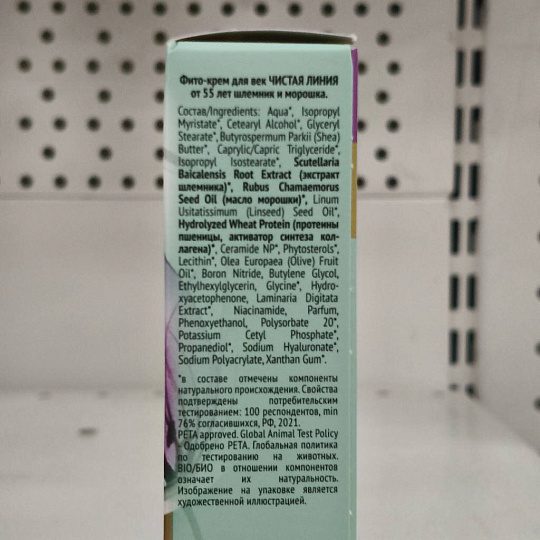 Фито-крем для век ЧИСТАЯ ЛИНИЯ
от 55 лет шлемник и морошка.
Состав/Ingredients: Aqua*, Isopropyl
Myristate*, Cetearyl Alcohol*, Glyceryl
Stearate*, Butyrospermum Parkii (Shea)
Butter*, Caprylic/Capric Triglyceride*,
Isopropyl Isostearate*, Scutellaria
Baicalensis Root Extract (экстракт
шлемника)*, Rubus Chamaemorus
Seed Oil (масло морошки)*, Linum
Usitatissimum (Linseed) Seed Oil*,
Hydrolyzed Wheat Protein (протеины
пшеницы, активатор синтеза кол-
лагена)*, Ceramide NP*, Phytosterols*,
Lecithin*, Olea Europaea (Olive) Fruit
Oil*, Boron Nitride, Butylene Glycol,
Ethylhexylglycerin, Glycine*, Hydro-
xyacetophenone, Laminaria Digitata
Extract*, Niacinamide, Parfum,
Phenoxyethanol, Polysorbate 20*,
Potassium Cetyl Phosphate*,
Propanediol*, Sodium Hyaluronate*,
Sodium Polyacrylate, Xanthan Gum*.
*в составе отмечены компоненты
натурального происхождения. Свойства
подтверждены потребительским
тестированием: 100 респондентов, min
76% согласившихся, РФ, 2021.
PETA approved. Global Animal Test Policy
- Одобрено PETA. Глобальная политика
по тестированию на животных.
BIO/БИО в отношении компонентов
означает их натуральность.
Изображение на упаковке является
художественной иллюстрацией.